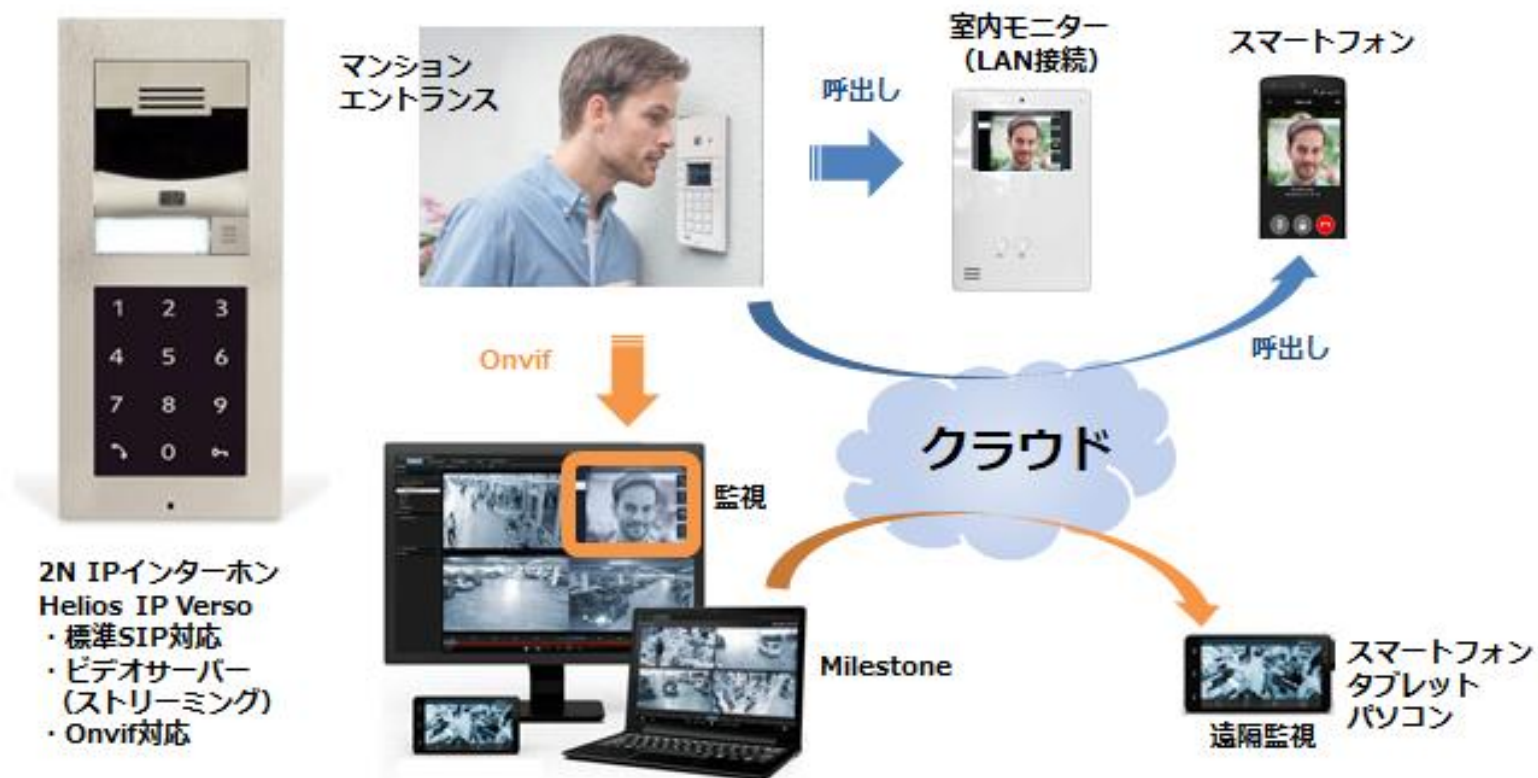 マンション
エントランス
呼出し
室内モニター
(LAN接続)
スマートフォン
1 2 3
4 5 6
7 8 9
0
Onvif
呼出し
クラウド
監視
2N IPインターホン
Helios IP Verso
・標準SIP対応
・ビデオサーバー
(ストリーミング)
・Onvif対応
Milestone
スマートフォン
タブレット
パソコン
遠隔監視